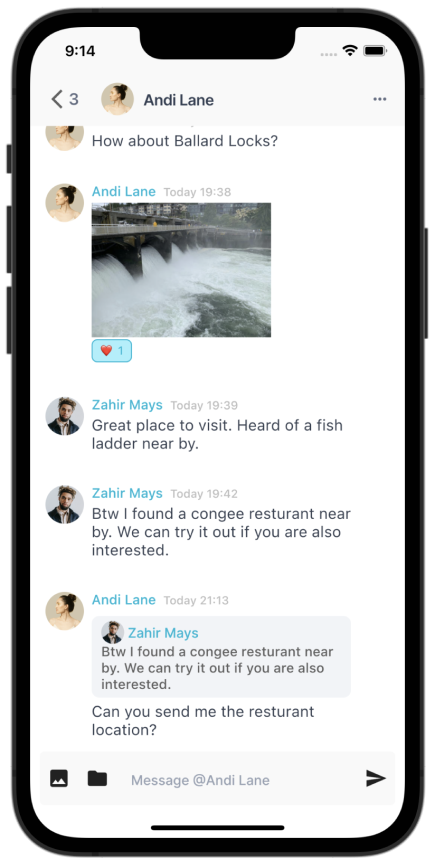 9:14
3
Andi Lane
How about Ballard Locks?
Andi Lane Today 19:38
1
Zahir Mays Today 19:39
Great place to visit. Heard of a fish
ladder near by.
Zahir Mays Today 19:42
Btw I found a congee resturant near
by. We can try it out if you are also
interested.
Andi Lane Today 21:13
Zahir Mays
Btw I found a congee resturant near
by. We can try it out if you are also
interested.
Can you send me the resturant
location?
Message @Andi Lane